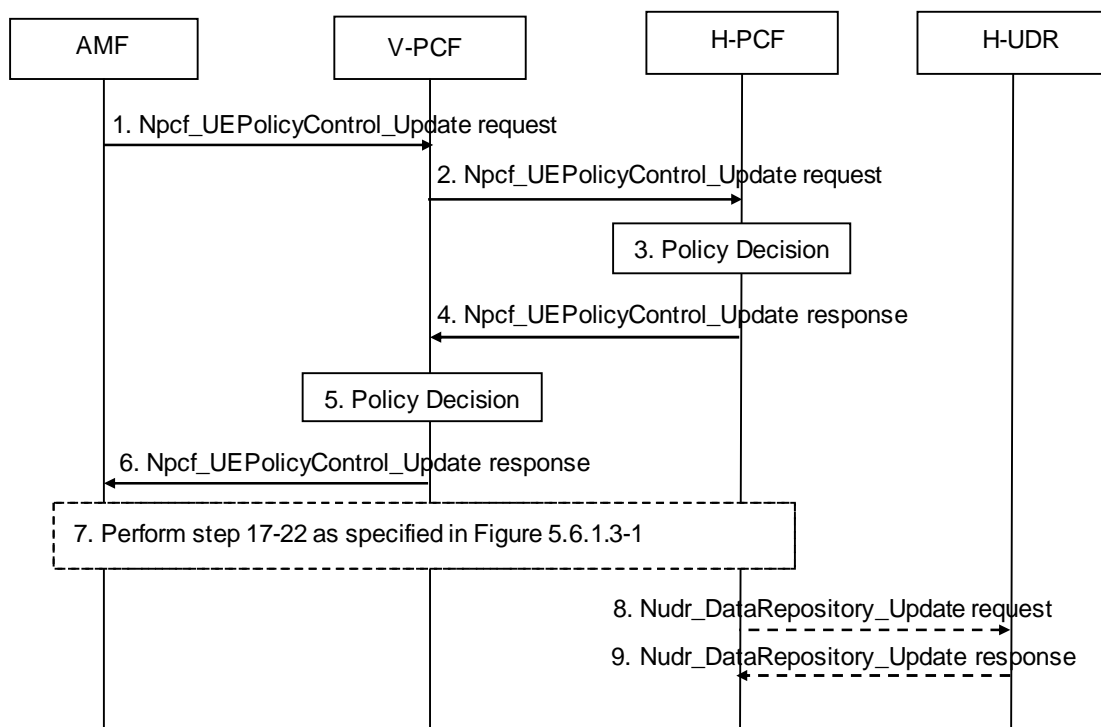 AMF
V-PCF
H-PCF
H-UDR
1. Npcf_UEPolicyControl_Update request
2. Npcf_UEPolicyControl_Update request
3. Policy Decision
4. Npcf_UEPolicyControl_Update response
5. Policy Decision
6. Npcf_UEPolicyControl_Update response
7. Perform step 17-22 as specified in Figure 5.6.1.3-1
8. Nudr_DataRepository_Update request
9. Nudr_DataRepository_Update response